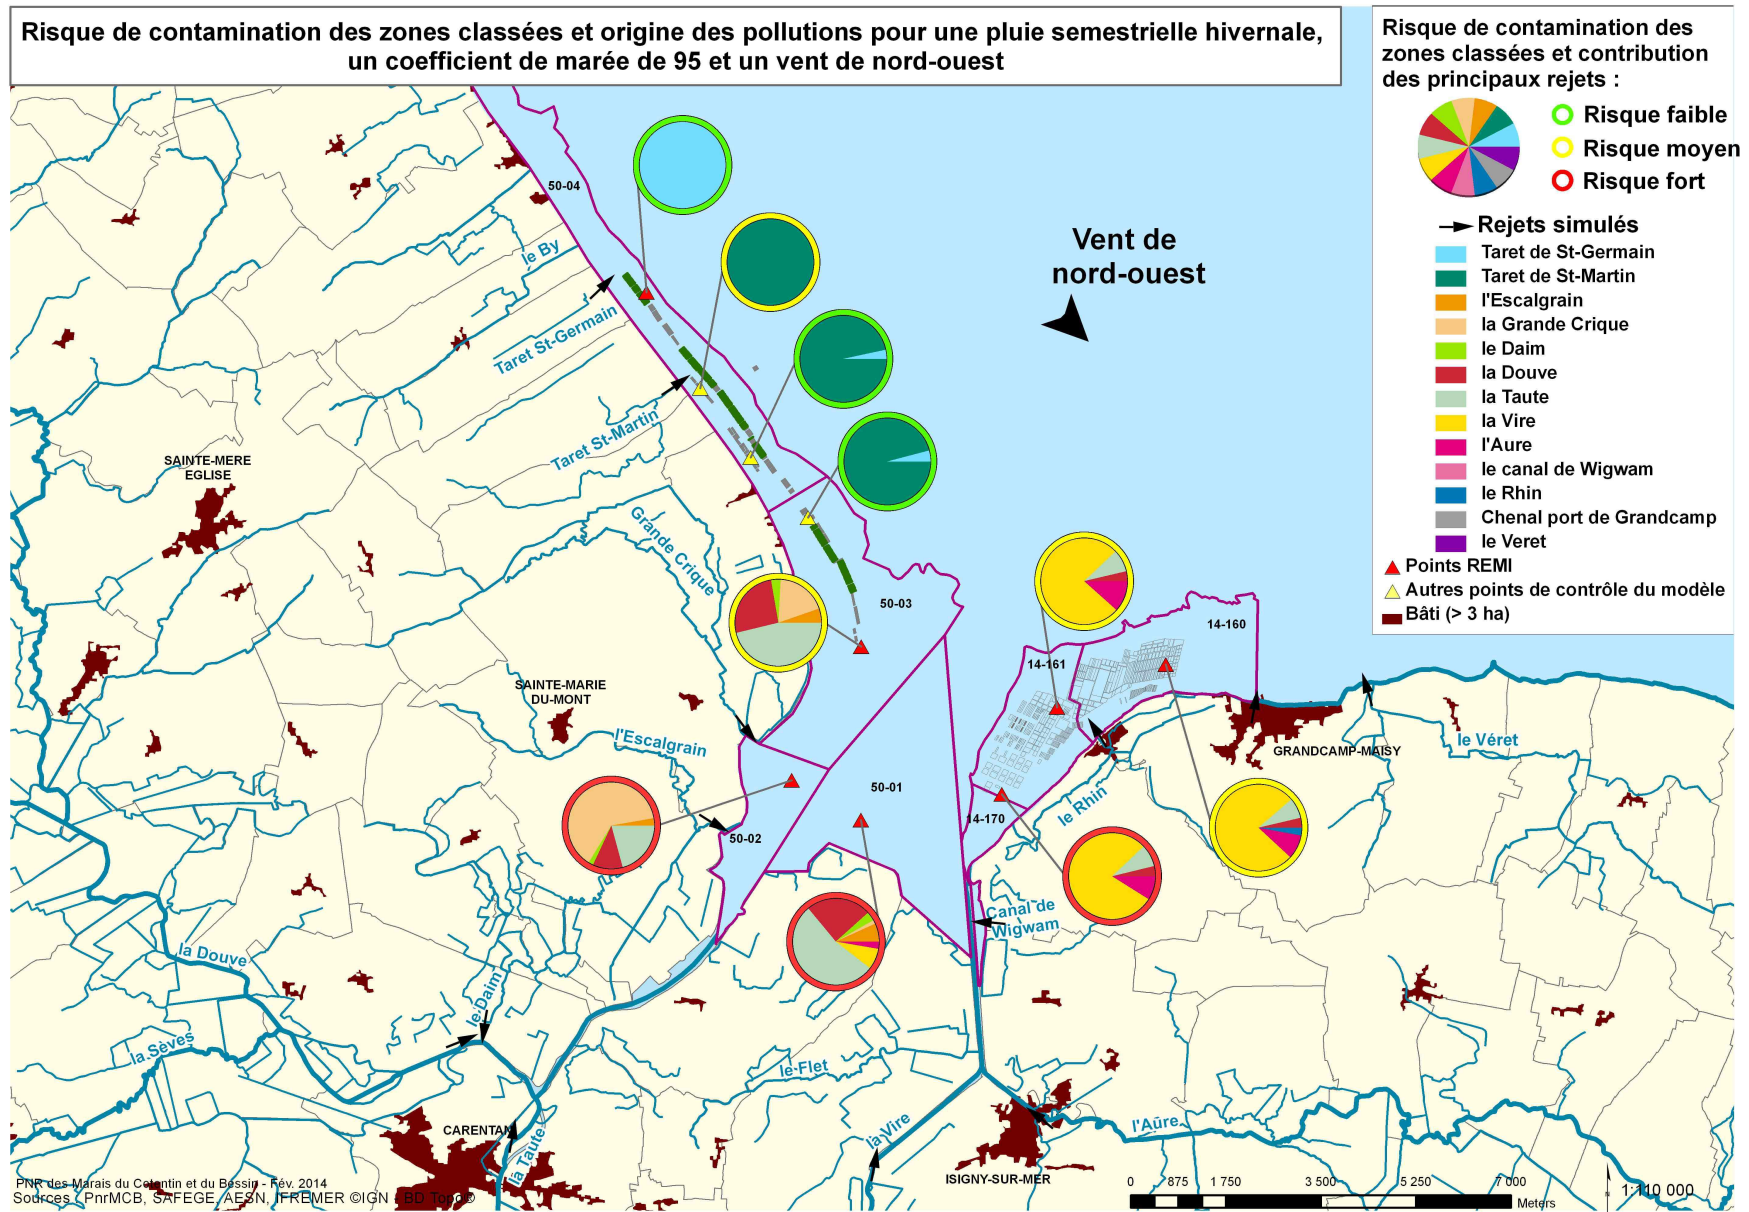 Risque de contamination des zones classées et origine des pollutions pour une pluie semestrielle hivernale,
un coefficient de marée de 95 et un vent de nord-ouest
Risque de contamination des
zones classées et contribution
des principaux rejets :
Risque faible
Risque moyen
Risque fort
Rejets simulés
Taret de St-Germain
Taret de St-Martin
l'Escalgrain
la Grande Crique
le Daim
la Douve
la Taute
la Vire
l'Aure
le canal de Wigwam
le Rhin
Chenal port de Grandcamp
le Veret
Points REMI
Autres points de contrôle du modèle
Bâti (> 3 ha)
Vent de
nord-ouest
50-04
le By
Taret St-Germain
Taret St-Martin
SAINTE-MERE
EGLISE
Grande Crique
50-03
14-160
14-161
SAINTE-MARIE
DU-MONT
l'Escalgrain
GRANDCAMP-MAISY
le Véret
50-01
le Rhin
14-170
50-02
Canal de
Wigwam
la Douve
le Daim
la Sèves
le Flet
CARENTAN
la Taute
la Vire
l'Aure
ISIGNY-SUR-MER
PNR des Marais du Cotentin et du Bessin - Fév. 2014
Sources : PnrMCB, SAFEGE, AESN, IFREMER ©IGN - BD Topo®
0 875 1 750 3 500 5 250 7 000
Meters
N
1:110 000